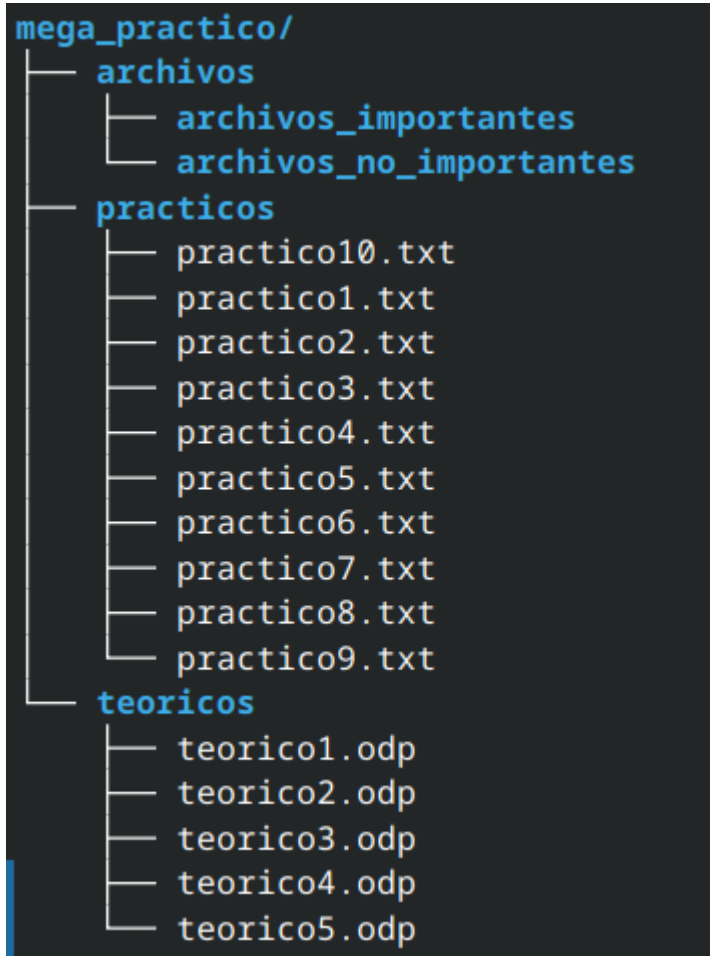 mega_practico/
archivos
archivos_importantes
archivos_no_importantes
practicos
practico10.txt
practico1.txt
practico2.txt
practico3.txt
practico4.txt
practico5.txt
practico6.txt
practico7.txt
practico8.txt
practico9.txt
teoricos
teorico1.odp
teorico2.odp
teorico3.odp
teorico4.odp
teorico5.odp